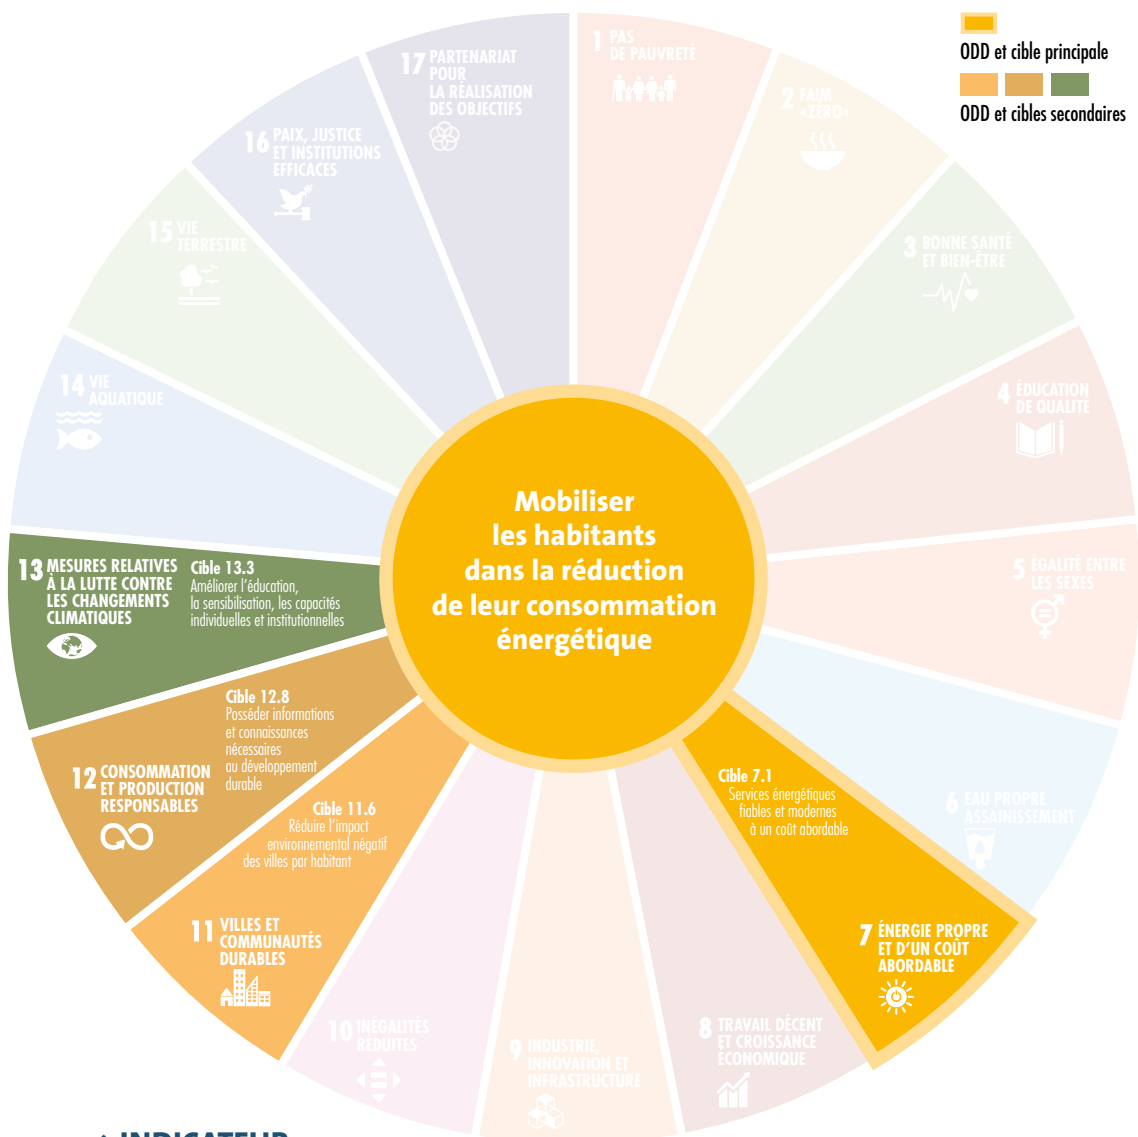 ODD et cible principale
ODD et cibles secondaires
1 PAS
DE PAUVRETÉ
2 FAIM
«ZÉRO»
3 BONNE SANTÉ
ET BIEN-ÊTRE
4 ÉDUCATION
DE QUALITÉ
5 ÉGALITÉ ENTRE
LES SEXES
6 EAU PROPRE
ASSAINISSEMENT
Cible 7.1
Services énergétiques
fiables et modernes
à un coût abordable
7 ÉNERGIE PROPRE
ET D'UN COÛT
ABORDABLE
8 TRAVAIL DÉCENT
ET CROISSANCE
ÉCONOMIQUE
9 INDUSTRIE,
INNOVATION ET
INFRASTRUCTURE
10 INÉGALITÉS
RÉDUITES
Cible 11.6
Réduire l'impact
environnemental négatif
des villes par habitant
11 VILLES ET
COMMUNAUTÉS
DURABLES
Cible 12.8
Posséder informations
et connaissances
nécessaires
au développement
durable
12 CONSOMMATION
ET PRODUCTION
RESPONSABLES
13 MESURES RELATIVES
À LA LUTTE CONTRE
LES CHANGEMENTS
CLIMATIQUES
Cible 13.3
Améliorer l'éducation,
la sensibilisation, les capacités
individuelles et institutionnelles
14 VIE
AQUATIQUE
15 VIE
TERRESTRE
16 PAIX, JUSTICE
ET INSTITUTIONS
EFFICACES
17 PARTENARIAT
POUR
LA RÉALISATION
DES OBJECTIFS
Mobiliser
les habitants
dans la réduction
de leur consommation
énergétique
INDICATEUR